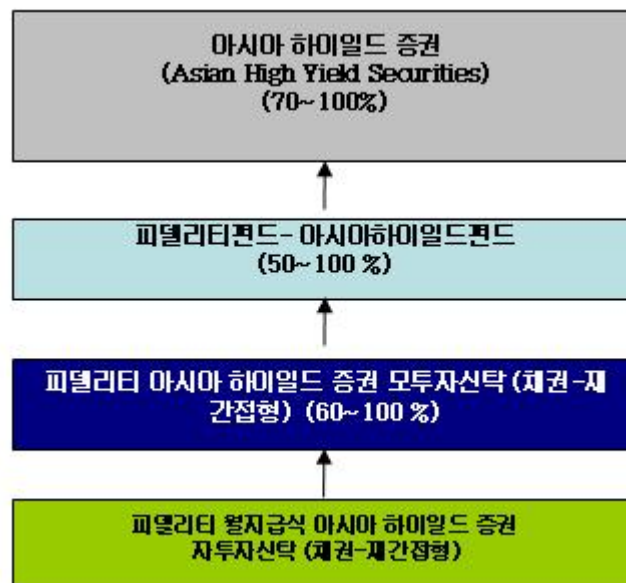 아시아 하이일드 증권
(Asian High Yield Securities)
(70~100%)
피델리티펀드- 아시아하이일드펀드
(50~100 %)
피델리티 아시아 하이일드 증권 모투자신탁 (채권-재
간접형) (60~100 %)
피델리티 월지급식 아시아 하이일드 증권
자투자신탁 (채권-재간접형)